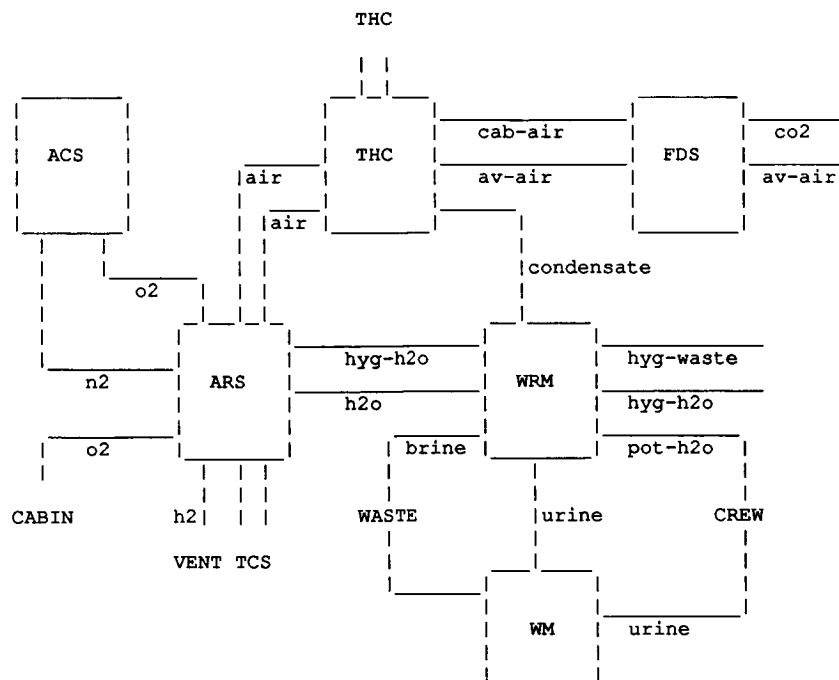 THC
ACS THC cab-air FDS co2
air av-air av-air
air
condensate
o2
hyg-h2o hyg-waste
n2 ARS WRM
h2o hyg-h2o
o2 brine pot-h2o
CABIN h2 WASTE urine CREW
VENT TCS
WM urine